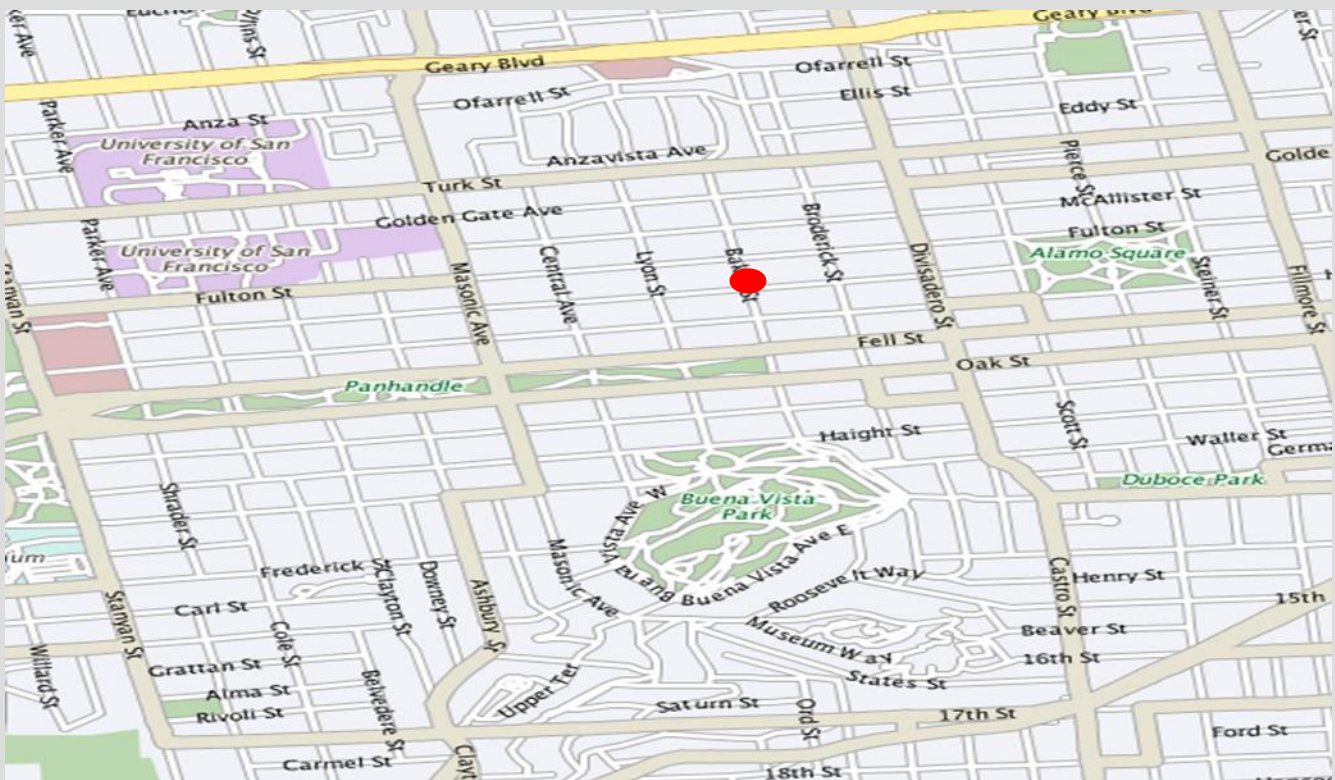 Geary Blvd
Geary Blvd
Ofarrell St
Ofarrell St
Ellis St
Eddy St
Anza St
Parker Ave
University of San
Francisco
Anzavista Ave
Turk St
Golden Gate Ave
Pierce St
McAllister St
Fulton St
Alamo Square
Steiner St
Fillmore St
Broderick St
Divisadero St
Parker Ave
University of San
Francisco
Fulton St
Masonic Ave
Central Ave
Lyon St
Fell St
Oak St
Panhandle
Haight St
Scott St
Waller St
Duboce Park
Buena Vista
Park
Buena Vista Ave W
Buena Vista Ave E
Shrader St
Frederick St
Clayton St
Downey St
Ashbury St
Masonic Ave
Roosevelt Way
Castro St
Henry St
15th
Carl St
Cole St
Stanyan St
Willard St
Museum Way
Beaver St
16th St
States St
Grattan St
Alma St
Rivoli St
Belvedere St
Upper Ter
Saturn St
Ord St
17th St
Ford St
Carmel St
18th St